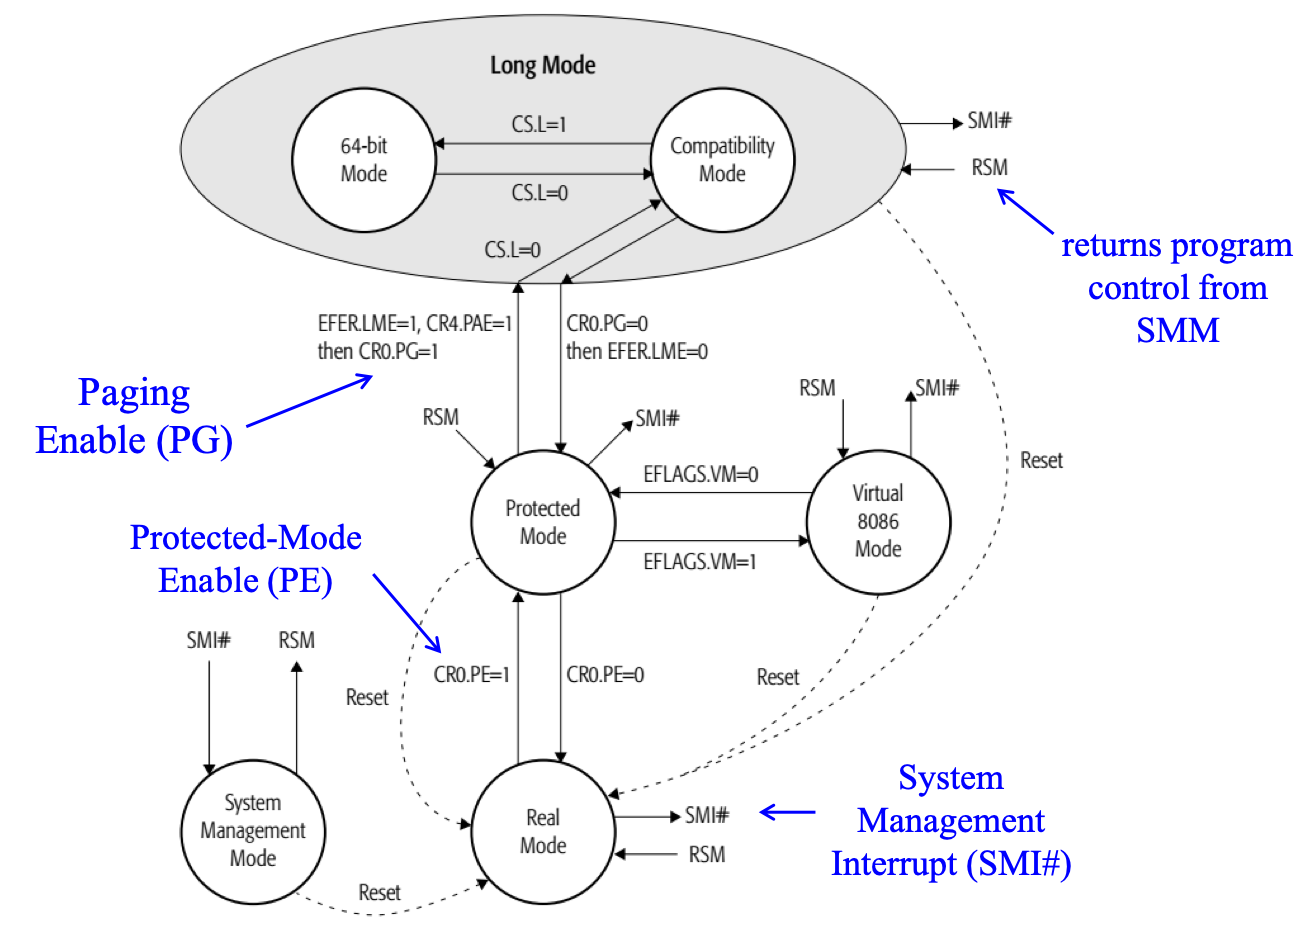 Long Mode
64-bit
Mode
CS.L=1
CS.L=0
Compatibility
Mode
SMI#
RSM
CS.L=0
returns program
control from
SMM
EFER.LME=1, CR4.PAE=1
then CR0.PG=1
CR0.PG=0
then EFER.LME=0
Paging
Enable (PG)
RSM
SMI#
RSM
SMI#
Reset
Protected
Mode
EFLAGS.VM=0
EFLAGS.VM=1
Virtual
8086
Mode
Protected-Mode
Enable (PE)
SMI#
RSM
Reset
CR0.PE=1
CR0.PE=0
Reset
System
Management
Mode
Reset
Real
Mode
SMI#
RSM
System
Management
Interrupt (SMI#)